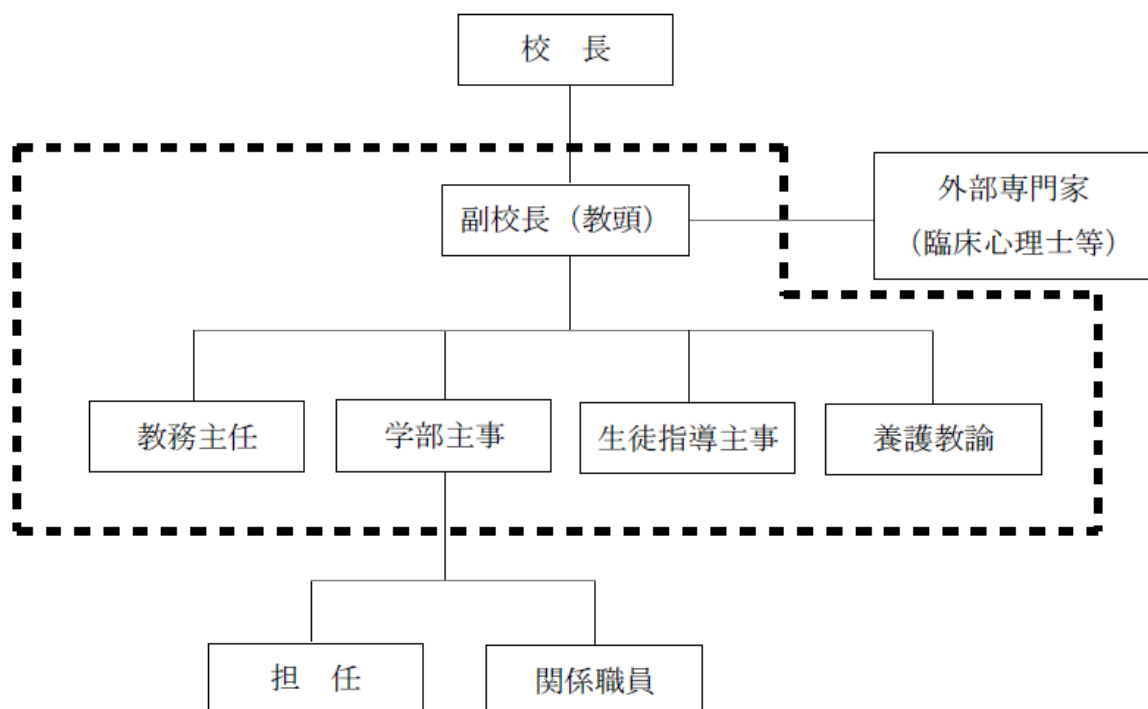 校　長
副校長（教頭）
外部専門家
（臨床心理士等）
教務主任
学部主事
生徒指導主事
養護教諭
担　任
関係職員